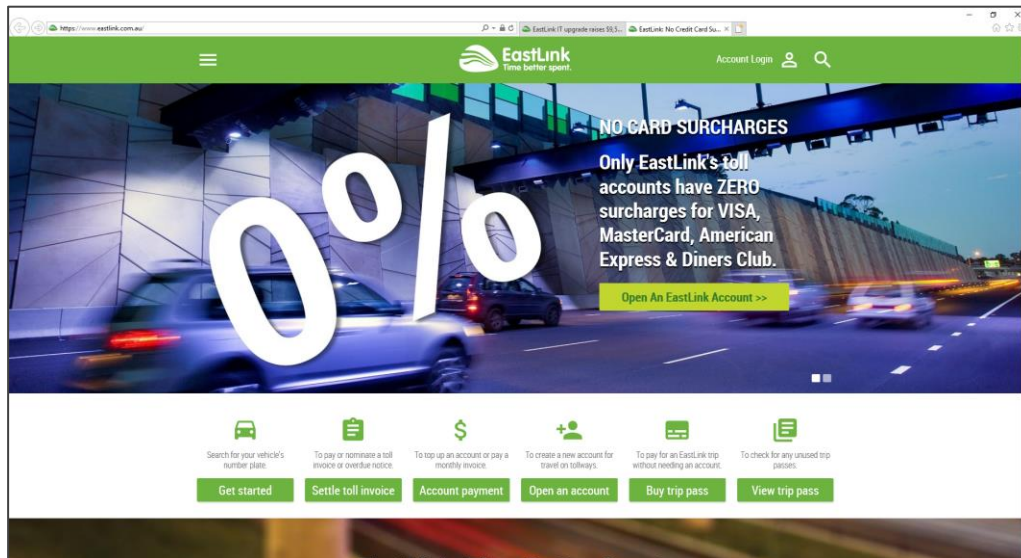 https://www.eastlink.com.au/
EastLink IT upgrade raises $9,5...
EastLink: No Credit Card Su...
EastLink
Time better spent.
Account Login
0%
NO CARD SURCHARGES
Only EastLink's toll
accounts have ZERO
surcharges for VISA,
MasterCard, American
Express & Diners Club.
Open An EastLink Account >>
Search for your vehicle's
number plate.
Get started
To pay or nominate a toll
invoice or overdue notice.
Settle toll invoice
To top up an account or pay a
monthly invoice.
Account payment
To create a new account for
travel on tollways.
Open an account
To pay for an EastLink trip
without needing an account.
Buy trip pass
To check for any unused trip
passes.
View trip pass